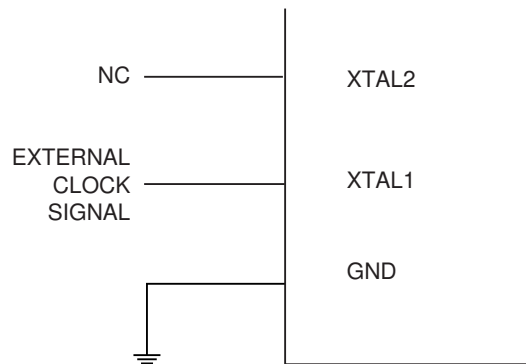 NC
XTAL2
EXTERNAL
CLOCK
SIGNAL
XTAL1
GND